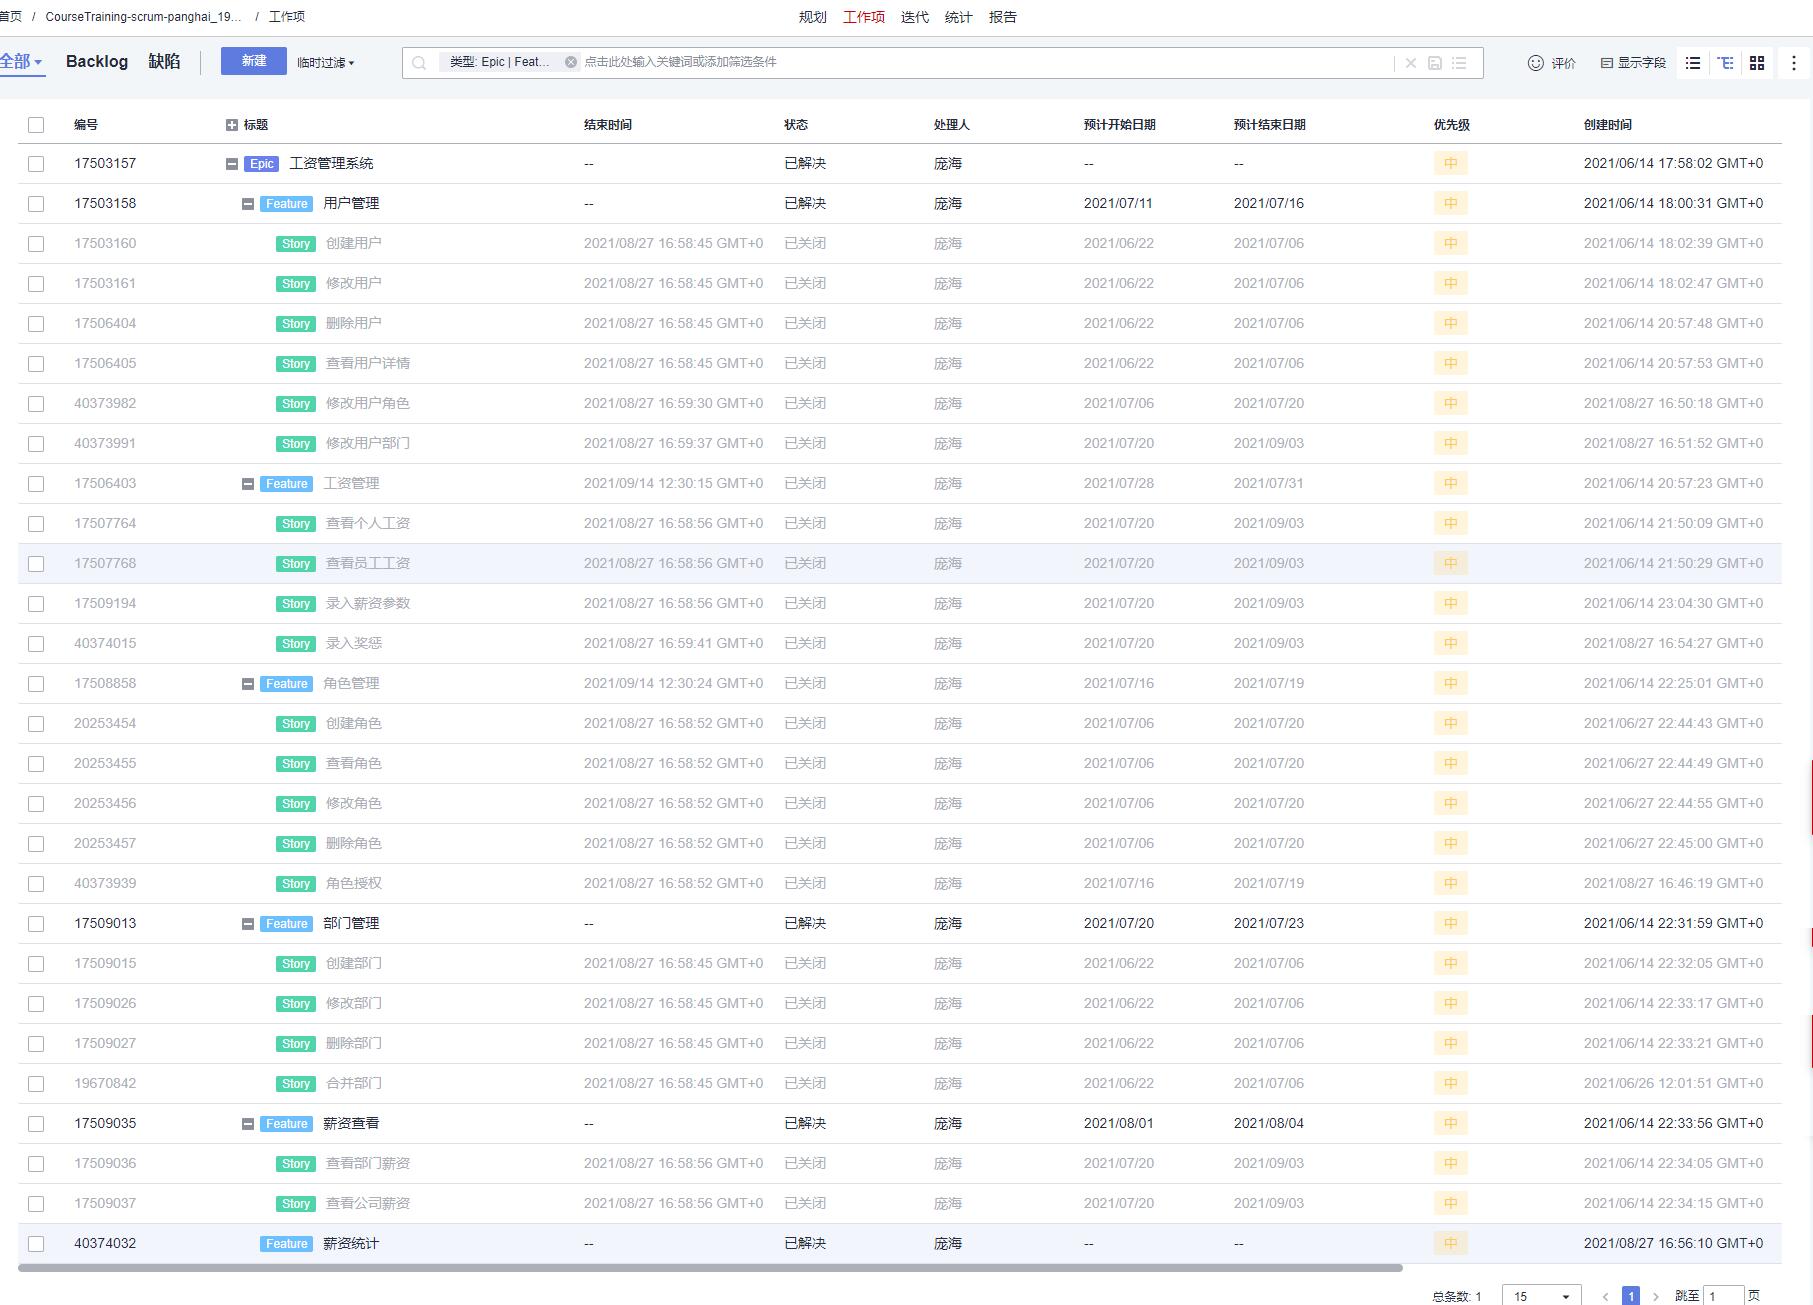 首页 / CourseTraining-scrum-panghai_19... / 工作项
规划 工作项 迭代 统计 报告
全部 Backlog 缺陷 新建 临时过滤 类型: Epic | Feat... 点击此处输入关键词或添加筛选条件 评价 显示字段
编号 标题 结束时间 状态 处理人 预计开始日期 预计结束日期 优先级 创建时间
17503157 Epic 工资管理系统 -- 已解决 庞海 -- -- 中 2021/06/14 17:58:02 GMT+0
17503158 Feature 用户管理 -- 已解决 庞海 2021/07/11 2021/07/16 中 2021/06/14 18:00:31 GMT+0
17503160 Story 创建用户 2021/08/27 16:58:45 GMT+0 已关闭 庞海 2021/06/22 2021/07/06 中 2021/06/14 18:02:39 GMT+0
17503161 Story 修改用户 2021/08/27 16:58:45 GMT+0 已关闭 庞海 2021/06/22 2021/07/06 中 2021/06/14 18:02:47 GMT+0
17506404 Story 删除用户 2021/08/27 16:58:45 GMT+0 已关闭 庞海 2021/06/22 2021/07/06 中 2021/06/14 20:57:48 GMT+0
17506405 Story 查看用户详情 2021/08/27 16:58:45 GMT+0 已关闭 庞海 2021/06/22 2021/07/06 中 2021/06/14 20:57:53 GMT+0
40373982 Story 修改用户角色 2021/08/27 16:59:30 GMT+0 已关闭 庞海 2021/07/06 2021/07/20 中 2021/08/27 16:50:18 GMT+0
40373991 Story 修改用户部门 2021/08/27 16:59:37 GMT+0 已关闭 庞海 2021/07/20 2021/09/03 中 2021/08/27 16:51:52 GMT+0
17506403 Feature 工资管理 2021/09/14 12:30:15 GMT+0 已关闭 庞海 2021/07/28 2021/07/31 中 2021/06/14 20:57:23 GMT+0
17507764 Story 查看个人工资 2021/08/27 16:58:56 GMT+0 已关闭 庞海 2021/07/20 2021/09/03 中 2021/06/14 21:50:09 GMT+0
17507768 Story 查看员工工资 2021/08/27 16:58:56 GMT+0 已关闭 庞海 2021/07/20 2021/09/03 中 2021/06/14 21:50:29 GMT+0
17509194 Story 录入薪资参数 2021/08/27 16:58:56 GMT+0 已关闭 庞海 2021/07/20 2021/09/03 中 2021/06/14 23:04:30 GMT+0
40374015 Story 录入奖惩 2021/08/27 16:59:41 GMT+0 已关闭 庞海 2021/07/20 2021/09/03 中 2021/08/27 16:54:27 GMT+0
17508858 Feature 角色管理 2021/09/14 12:30:24 GMT+0 已关闭 庞海 2021/07/16 2021/07/19 中 2021/06/14 22:25:01 GMT+0
20253454 Story 创建角色 2021/08/27 16:58:52 GMT+0 已关闭 庞海 2021/07/06 2021/07/20 中 2021/06/27 22:44:43 GMT+0
20253455 Story 查看角色 2021/08/27 16:58:52 GMT+0 已关闭 庞海 2021/07/06 2021/07/20 中 2021/06/27 22:44:49 GMT+0
20253456 Story 修改角色 2021/08/27 16:58:52 GMT+0 已关闭 庞海 2021/07/06 2021/07/20 中 2021/06/27 22:44:55 GMT+0
20253457 Story 删除角色 2021/08/27 16:58:52 GMT+0 已关闭 庞海 2021/07/06 2021/07/20 中 2021/06/27 22:45:00 GMT+0
40373939 Story 角色授权 2021/08/27 16:58:52 GMT+0 已关闭 庞海 2021/07/16 2021/07/19 中 2021/08/27 16:46:19 GMT+0
17509013 Feature 部门管理 -- 已解决 庞海 2021/07/20 2021/07/23 中 2021/06/14 22:31:59 GMT+0
17509015 Story 创建部门 2021/08/27 16:58:45 GMT+0 已关闭 庞海 2021/06/22 2021/07/06 中 2021/06/14 22:32:05 GMT+0
17509026 Story 修改部门 2021/08/27 16:58:45 GMT+0 已关闭 庞海 2021/06/22 2021/07/06 中 2021/06/14 22:33:17 GMT+0
17509027 Story 删除部门 2021/08/27 16:58:45 GMT+0 已关闭 庞海 2021/06/22 2021/07/06 中 2021/06/14 22:33:21 GMT+0
19670842 Story 合并部门 2021/08/27 16:58:45 GMT+0 已关闭 庞海 2021/06/22 2021/07/06 中 2021/06/26 12:01:51 GMT+0
17509035 Feature 薪资查看 -- 已解决 庞海 2021/08/01 2021/08/04 中 2021/06/14 22:33:56 GMT+0
17509036 Story 查看部门薪资 2021/08/27 16:58:56 GMT+0 已关闭 庞海 2021/07/20 2021/09/03 中 2021/06/14 22:34:05 GMT+0
17509037 Story 查看公司薪资 2021/08/27 16:58:56 GMT+0 已关闭 庞海 2021/07/20 2021/09/03 中 2021/06/14 22:34:15 GMT+0
40374032 Feature 薪资统计 -- 已解决 庞海 -- -- 中 2021/08/27 16:56:10 GMT+0
总条数: 1 15 < 1 > 跳至 1 页